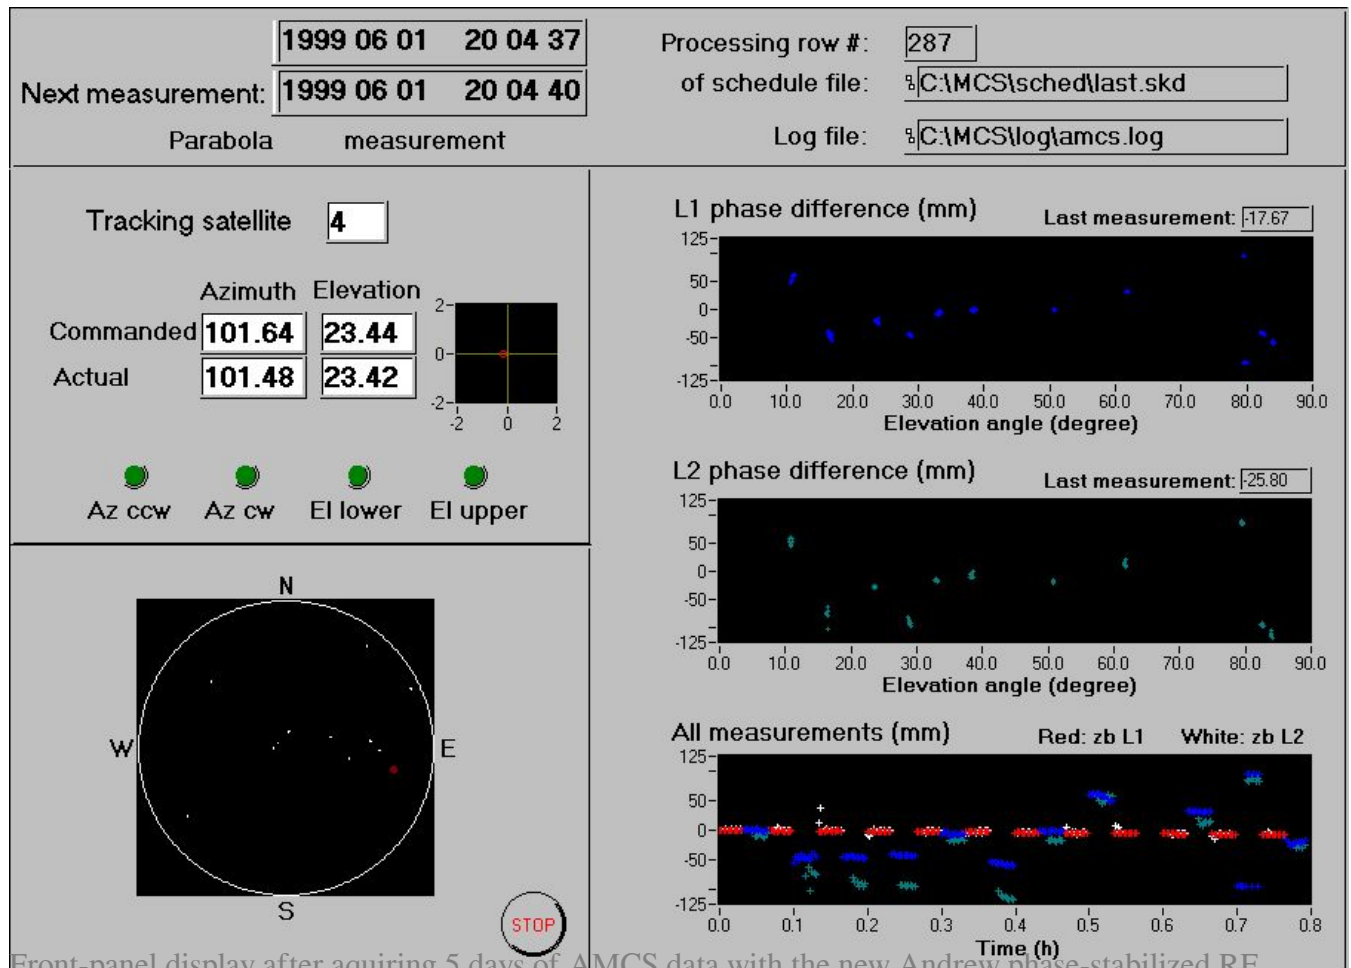 1999 06 01 20 04 37
Next measurement: 1999 06 01 20 04 40
Parabola measurement
Processing row #: 287
of schedule file: C:\MCS\sched\last.skd
Log file: C:\MCS\log\amcs.log
Tracking satellite 4
Azimuth Elevation
Commanded 101.64 23.44
Actual 101.48 23.42
2
0
-2
-2 0 2
Az ccw Az cw El lower El upper
N
W E
S
STOP
L1 phase difference (mm) Last measurement: -17.67
125
50
0
-50
-125
0.0 10.0 20.0 30.0 40.0 50.0 60.0 70.0 80.0 90.0
Elevation angle (degree)
L2 phase difference (mm) Last measurement: -25.80
125
50
0
-50
-125
0.0 10.0 20.0 30.0 40.0 50.0 60.0 70.0 80.0 90.0
Elevation angle (degree)
All measurements (mm) Red: zb L1 White: zb L2
125
50
0
-50
-125
0.0 0.1 0.2 0.3 0.4 0.5 0.6 0.7 0.8
Time (h)
Front-panel display after aquiring 5 days of AMCS data with the new Andrew phase-stabilized RF